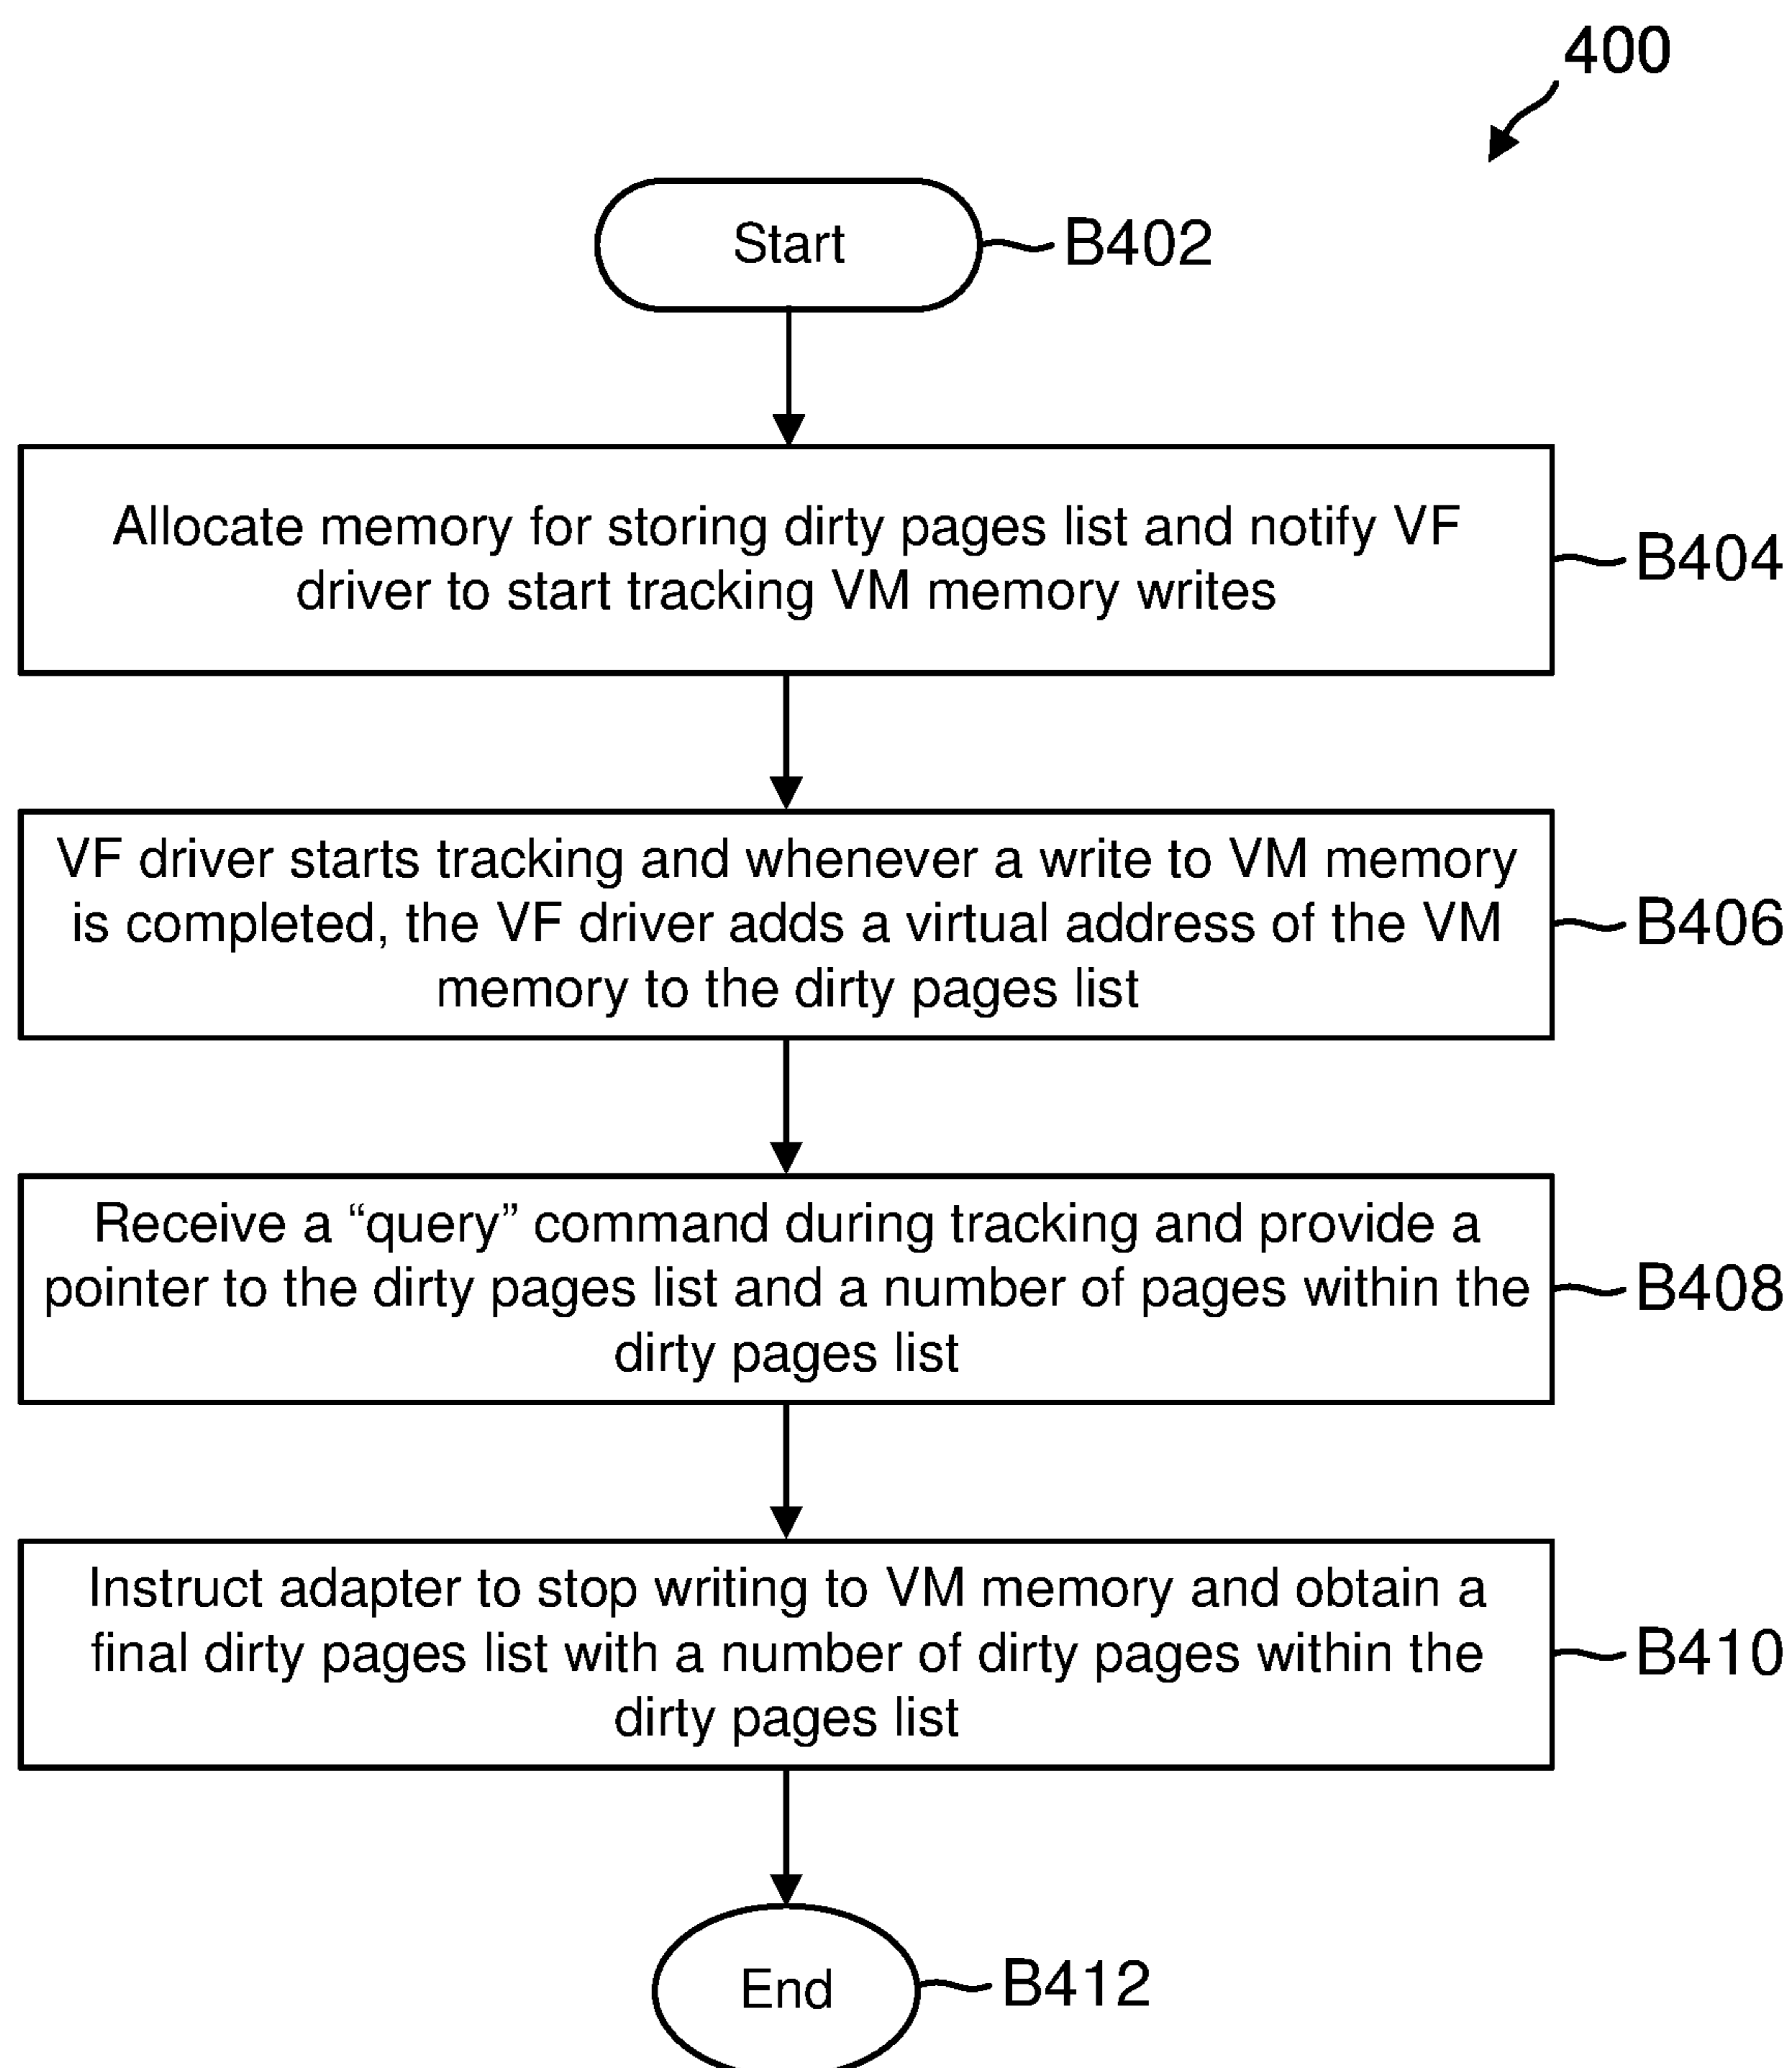 400
Start
B402
Allocate memory for storing dirty pages list and notify VF
driver to start tracking VM memory writes
B404
VF driver starts tracking and whenever a write to VM memory
is completed, the VF driver adds a virtual address of the VM
memory to the dirty pages list
B406
Receive a “query” command during tracking and provide a
pointer to the dirty pages list and a number of pages within the
dirty pages list
B408
Instruct adapter to stop writing to VM memory and obtain a
final dirty pages list with a number of dirty pages within the
dirty pages list
B410
End
B412